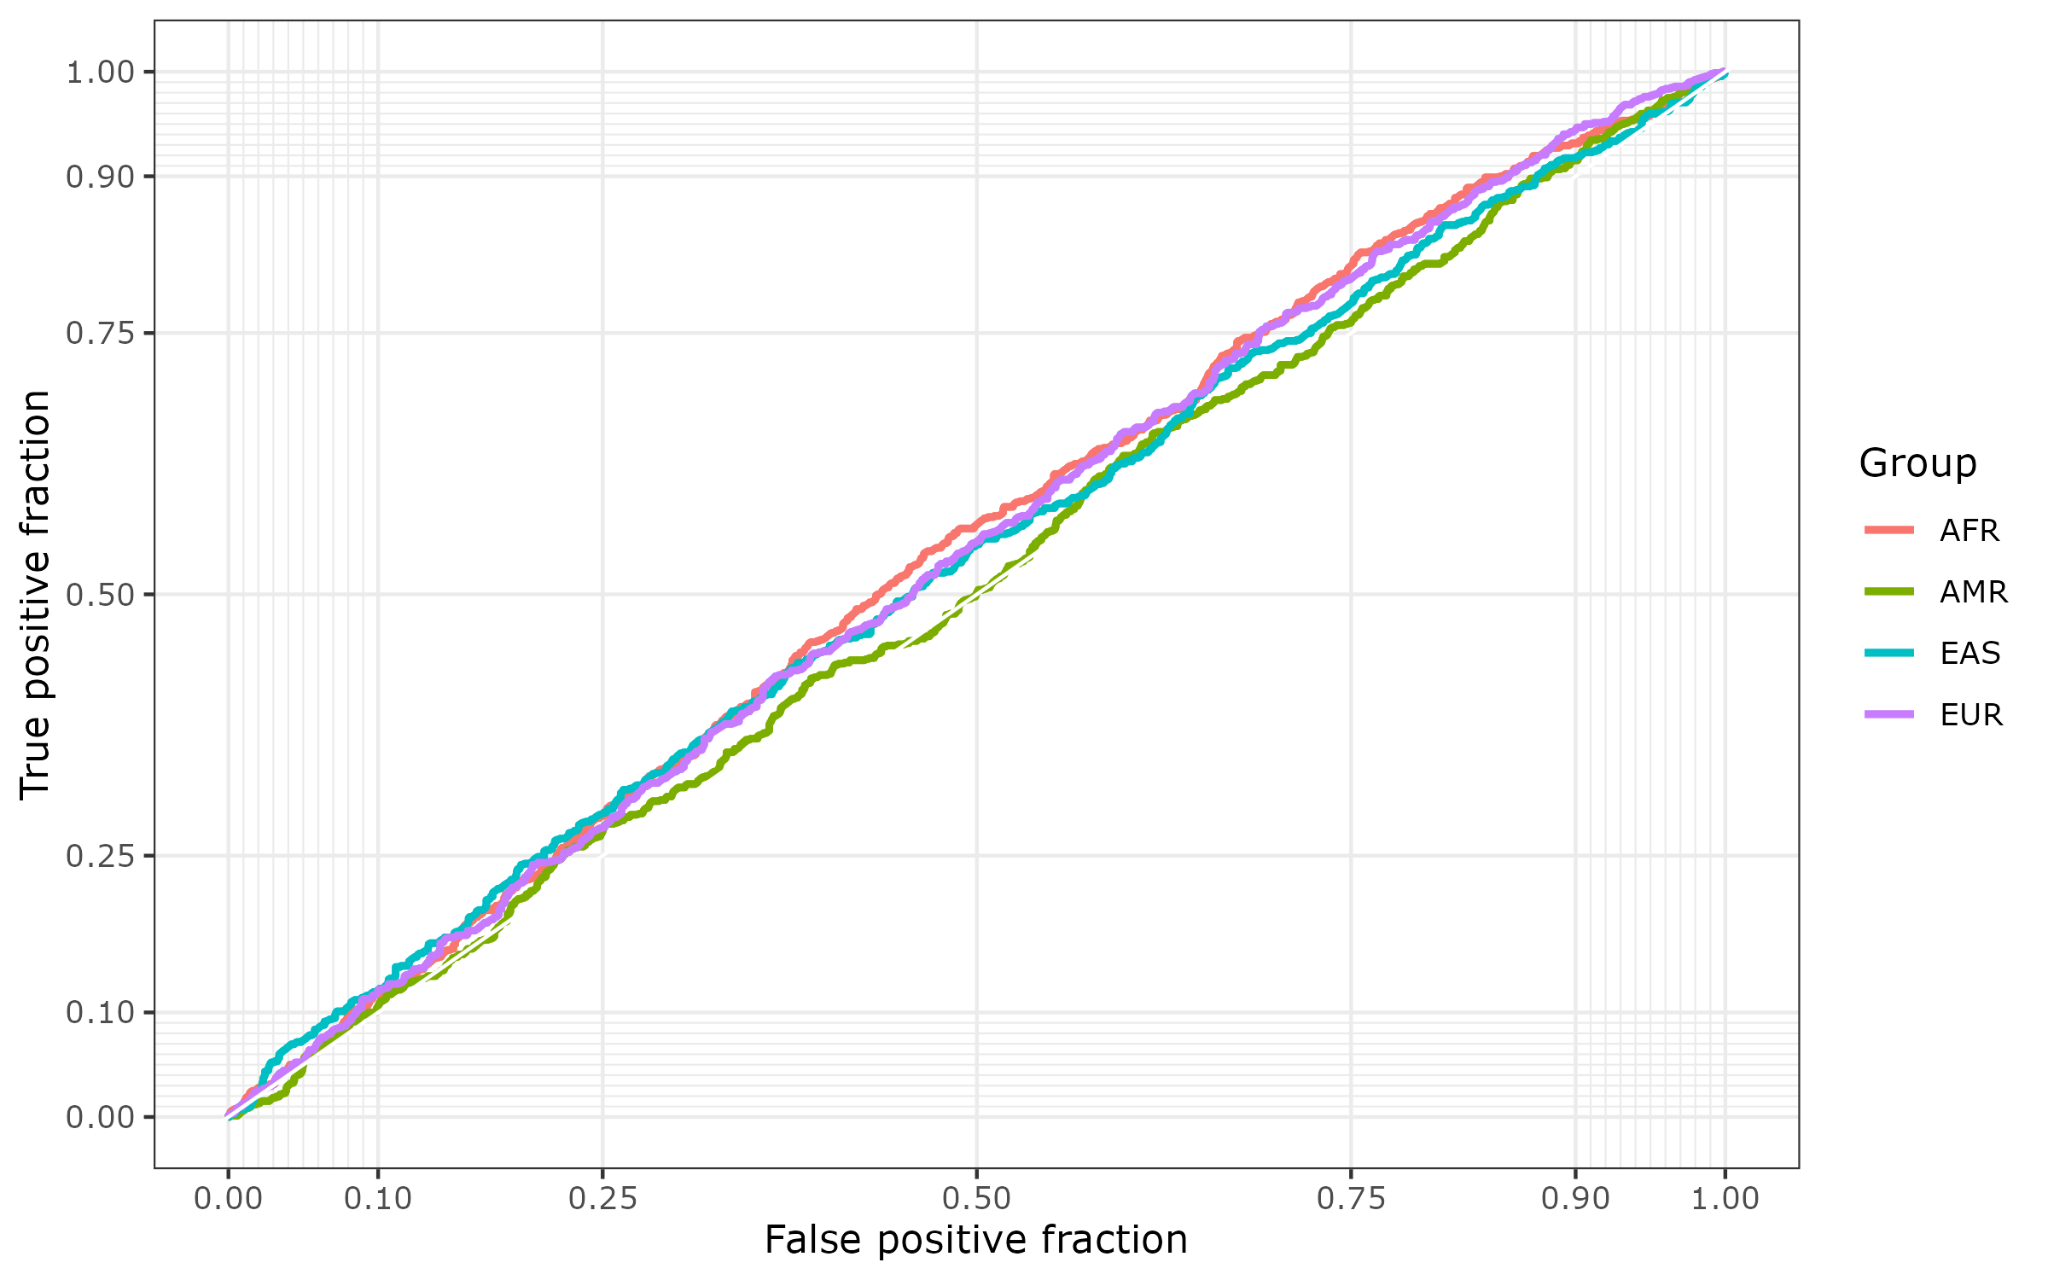 1.00
0.90
0.75
0.50
0.25
0.10
0.00
True positive fraction
0.00 0.10 0.25 0.50 0.75 0.90 1.00
False positive fraction
Group
AFR
AMR
EAS
EUR